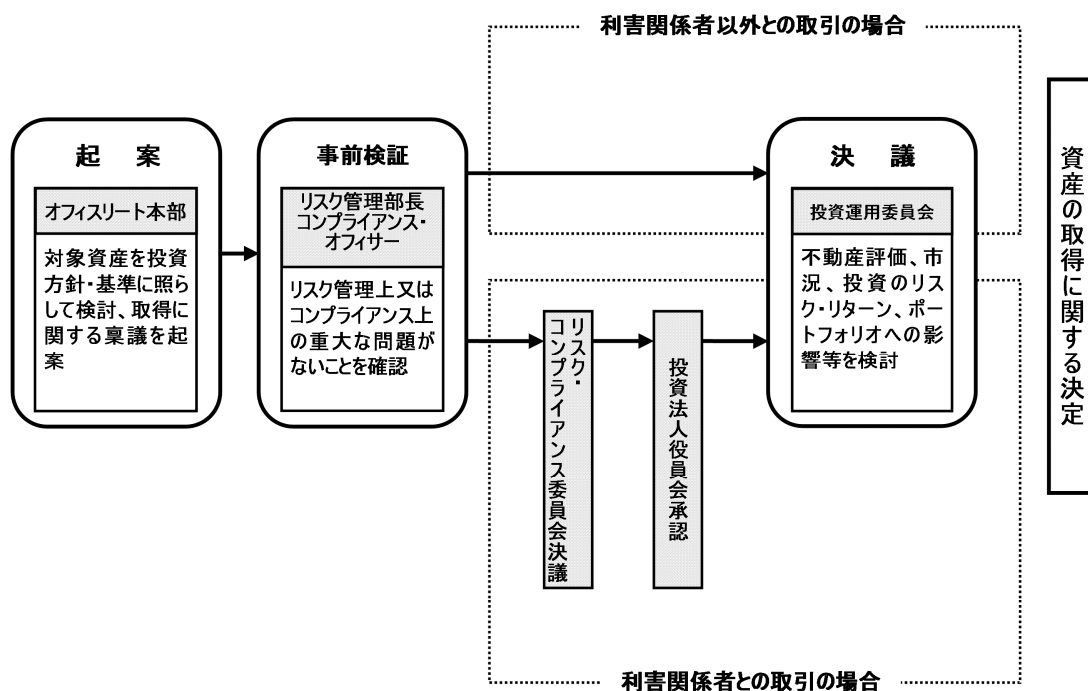 利害関係者以外との取引の場合
起　案
オフィスリート本部
対象資産を投資
方針・基準に照ら
して検討、取得に
関する稟議を起
案
事前検証
リスク管理部長
コンプライアンス・
オフィサー
リスク管理上又は
コンプライアンス上
の重大な問題が
ないことを確認
リスク・
コンプライアンス委員会決議
投資法人役員会承認
決　議
投資運用委員会
不動産評価、市
況、投資のリス
ク・リターン、ポー
トフォリオへの影
響等を検討
資産の取得に関する決定
利害関係者との取引の場合